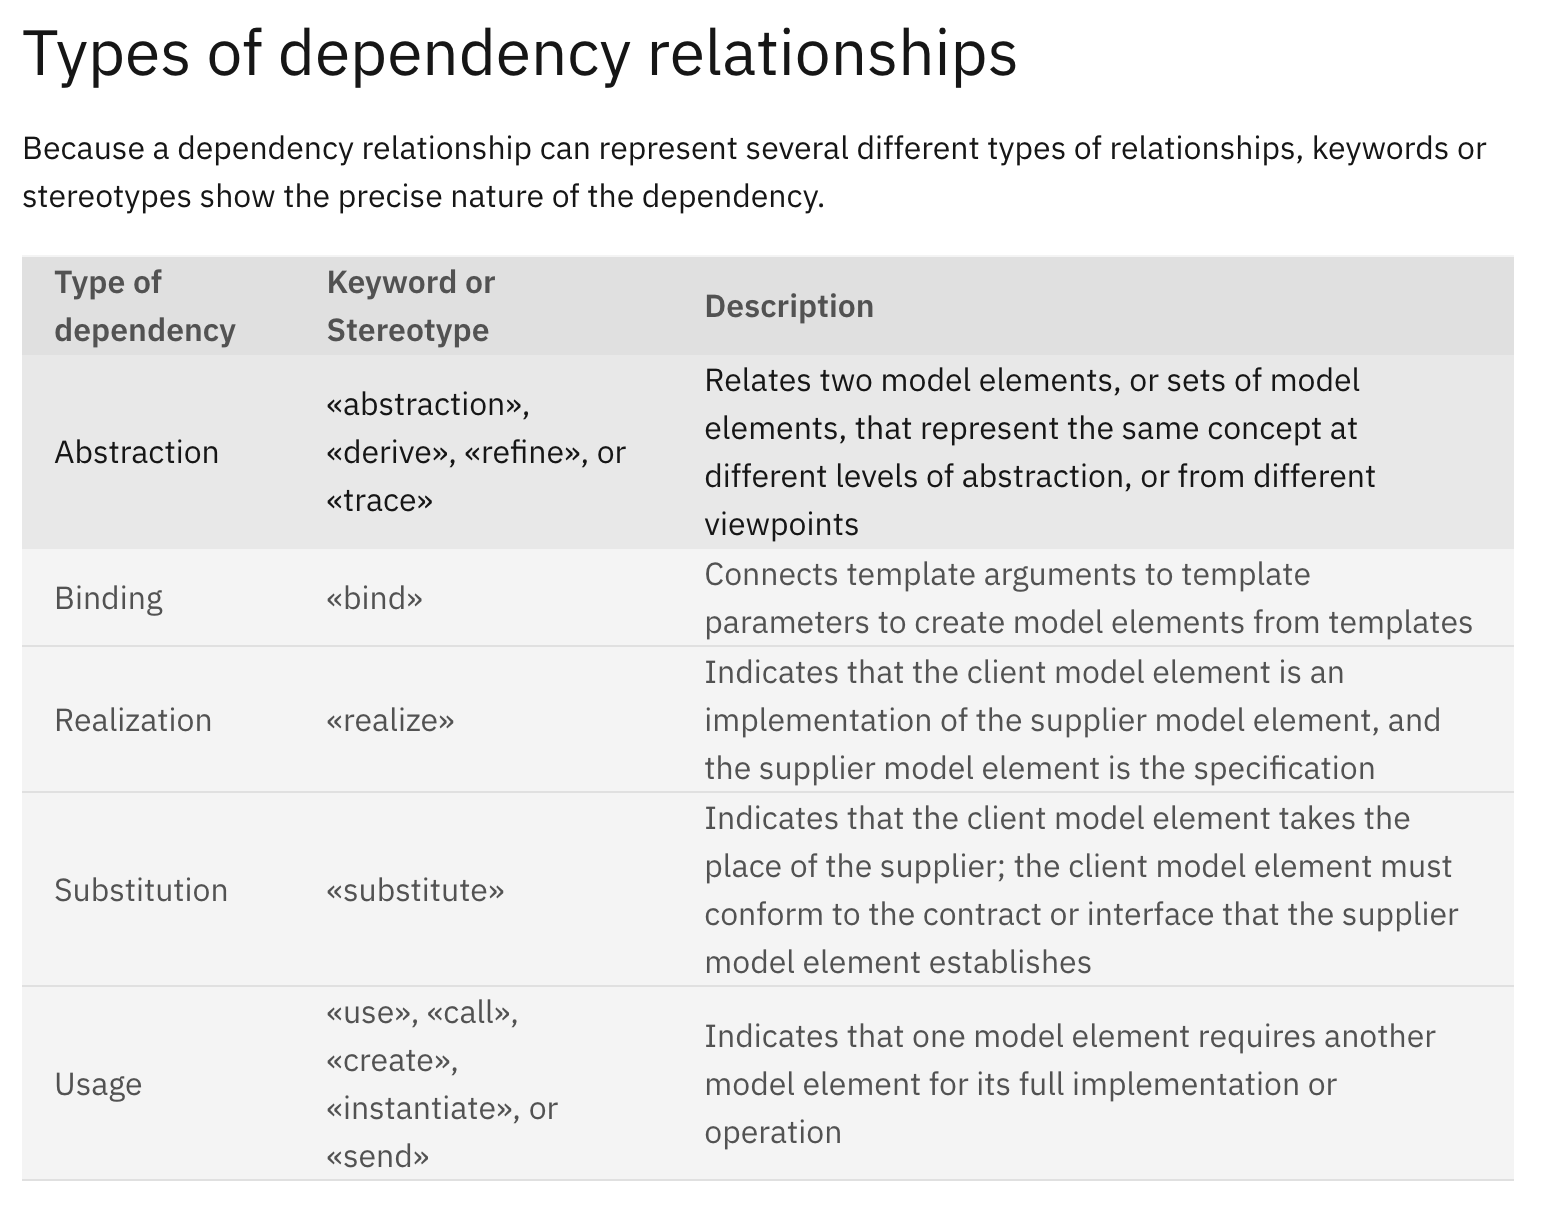 Types of dependency relationships
Because a dependency relationship can represent several different types of relationships, keywords or
stereotypes show the precise nature of the dependency.
Type of
dependency
Keyword or
Stereotype
Description
Abstraction
«abstraction»,
«derive», «refine», or
«trace»
Relates two model elements, or sets of model
elements, that represent the same concept at
different levels of abstraction, or from different
viewpoints
Binding
«bind»
Connects template arguments to template
parameters to create model elements from templates
Realization
«realize»
Indicates that the client model element is an
implementation of the supplier model element, and
the supplier model element is the specification
Substitution
«substitute»
Indicates that the client model element takes the
place of the supplier; the client model element must
conform to the contract or interface that the supplier
model element establishes
Usage
«use», «call»,
«create»,
«instantiate», or
«send»
Indicates that one model element requires another
model element for its full implementation or
operation